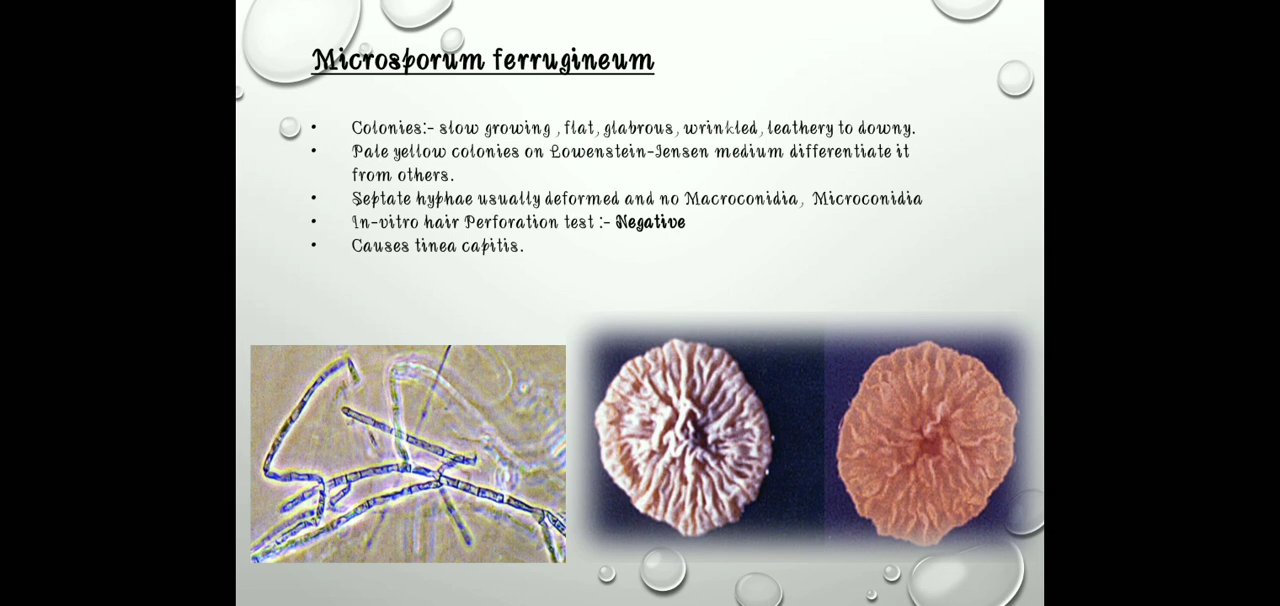 Microsporum ferrugineum
• Colonies:- slow growing , flat, glabrous, wrinkled, leathery to downy.
• Pale yellow colonies on Lowenstein-Jensen medium differentiate it
from others.
• Septate hyphae usually deformed and no Macroconidia, Microconidia
• In-vitro hair Perforation test :- Negative
• Causes tinea capitis.